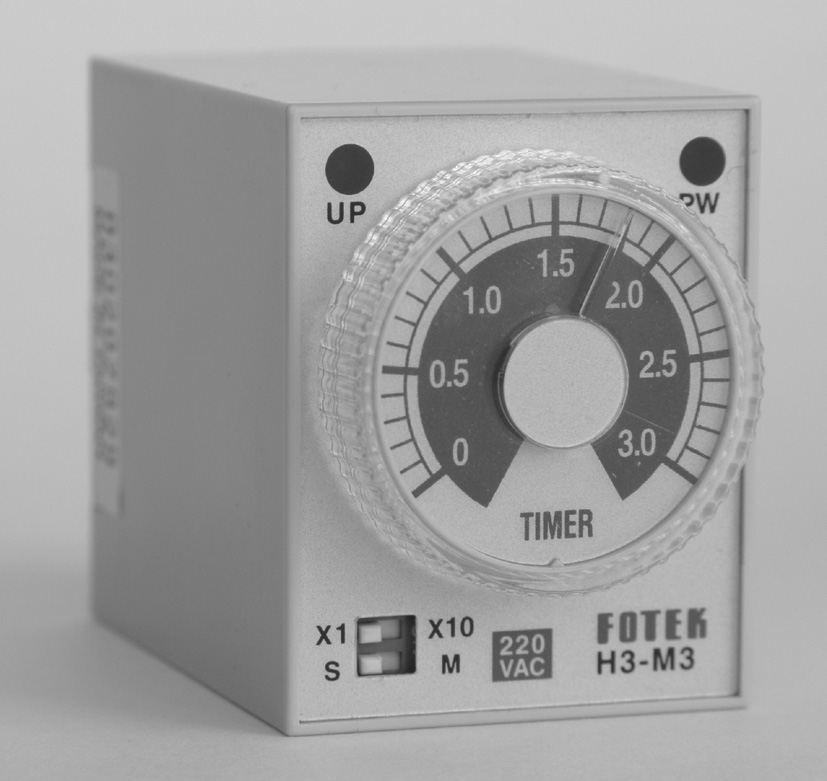 UP
PW
0
0.5
1.0
1.5
2.0
2.5
3.0
TIMER
X1 X10
S M
220
VAC
FOTEK
H3-M3